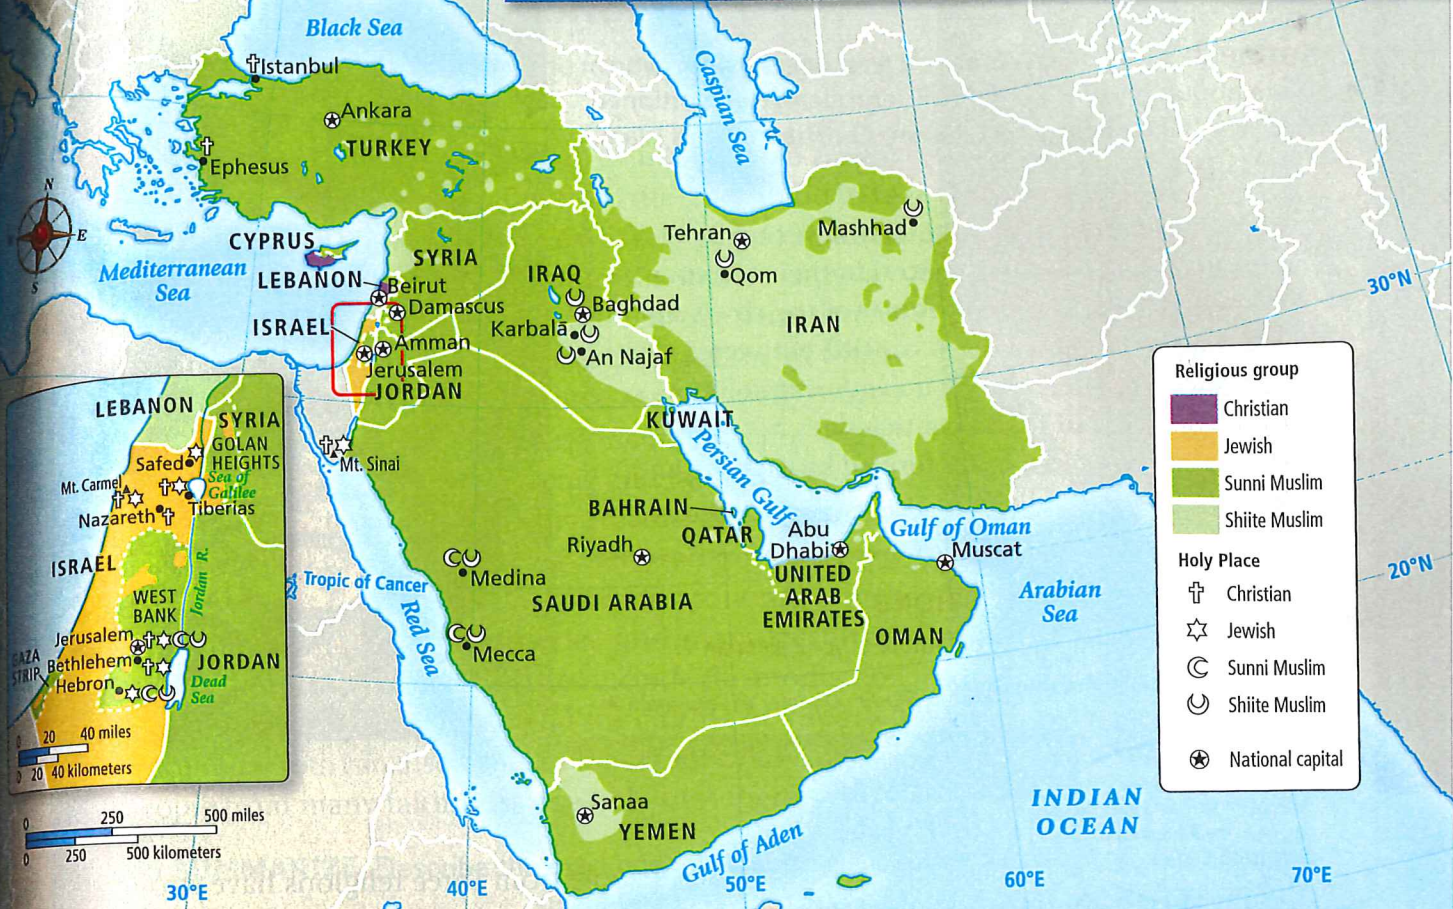 Black Sea
Istanbul
Ankara
TURKEY
Ephesus
Caspian Sea
N
E
S
CYPRUS
Mediterranean
Sea
LEBANON
Beirut
SYRIA
Damascus
ISRAEL
Amman
Jerusalem
JORDAN
IRAQ
Baghdad
Karbalā
An Najaf
Tehran
Qom
Mashhad
IRAN
30°N
KUWAIT
Persian Gulf
Mt. Sinai
BAHRAIN
QATAR
Riyadh
Abu
Dhabi
Gulf of Oman
Muscat
UNITED
ARAB
EMIRATES
Medina
SAUDI ARABIA
Mecca
OMAN
Arabian
Sea
20°N
Tropic of Cancer
Red Sea
Sanaa
YEMEN
Gulf of Aden
INDIAN
OCEAN
30°E
40°E
50°E
60°E
70°E
LEBANON
SYRIA
GOLAN
HEIGHTS
Safed
Sea of
Galilee
Mt. Carmel
Tiberias
Nazareth
ISRAEL
Jordan R.
WEST
BANK
Jerusalem
GAZA
STRIP
Bethlehem
JORDAN
Hebron
Dead
Sea
0 20 40 miles
0 20 40 kilometers
0 250 500 miles
0 250 500 kilometers
Religious group
Christian
Jewish
Sunni Muslim
Shiite Muslim
Holy Place
Christian
Jewish
Sunni Muslim
Shiite Muslim
National capital